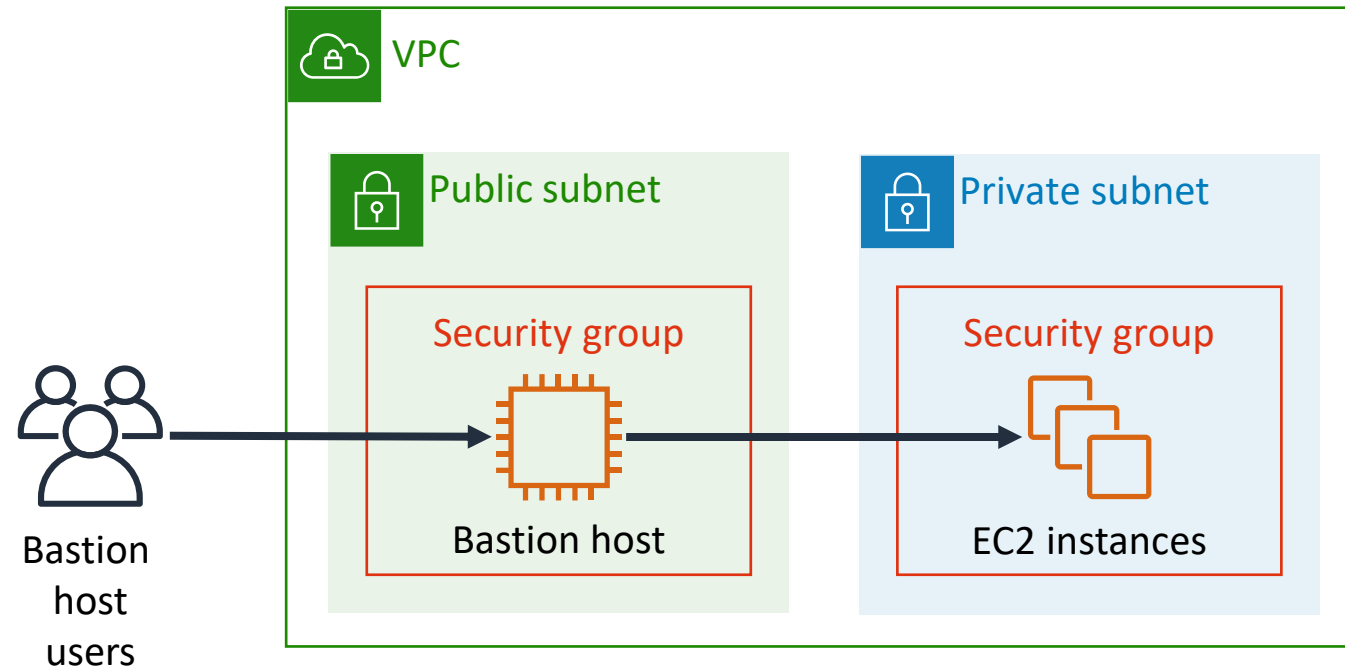 VPC
Public subnet
Private subnet
Security group
Security group
Bastion host
EC2 instances
Bastion
host
users